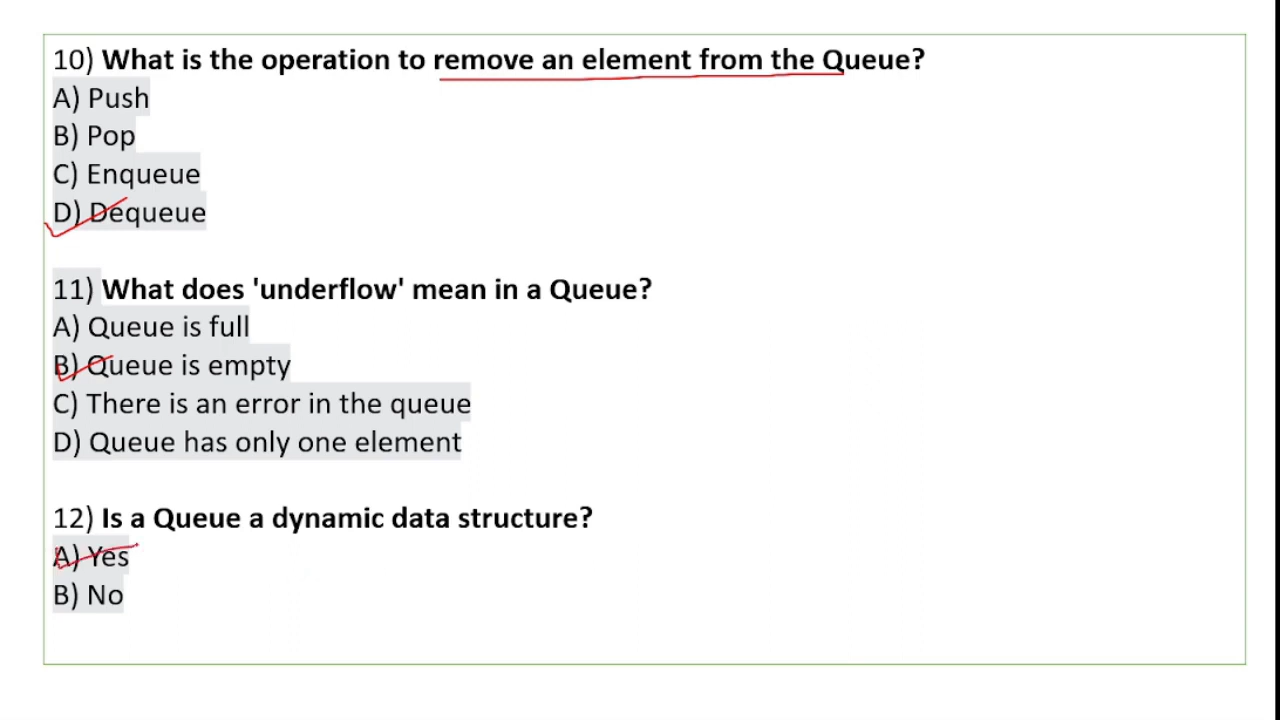 10) What is the operation to remove an element from the Queue?
A) Push
B) Pop
C) Enqueue
D) Dequeue
11) What does 'underflow' mean in a Queue?
A) Queue is full
B) Queue is empty
C) There is an error in the queue
D) Queue has only one element
12) Is a Queue a dynamic data structure?
A) Yes
B) No